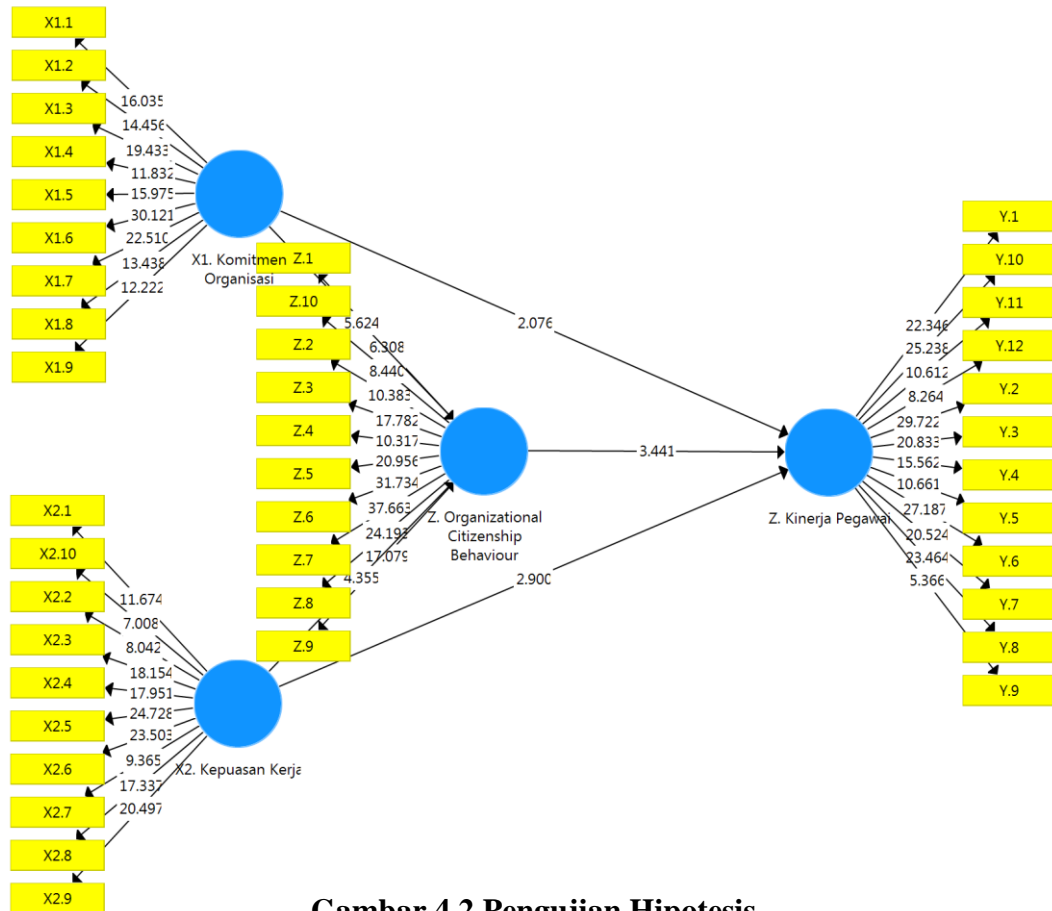 X1.1
X1.2
X1.3
X1.4
X1.5
X1.6
X1.7
X1.8
X1.9
16.035
14.456
19.433
11.832
15.975
30.121
22.510
13.438
12.222
X1. Komitmen
Organisasi
Z.1
Z.10
Z.2
Z.3
Z.4
Z.5
Z.6
Z.7
Z.8
Z.9
5.624
6.308
8.440
10.383
17.782
10.317
20.956
31.734
37.663
24.193
17.079
4.355
Z. Organizational
Citizenship
Behaviour
2.076
3.441
2.900
X2.1
X2.10
X2.2
X2.3
X2.4
X2.5
X2.6
X2.7
X2.8
X2.9
11.674
7.008
8.042
18.154
17.951
24.728
23.503
9.365
17.337
20.497
X2. Kepuasan Kerja
Y.1
Y.10
Y.11
Y.12
Y.2
Y.3
Y.4
Y.5
Y.6
Y.7
Y.8
Y.9
22.346
25.238
10.612
8.264
29.722
20.833
15.562
10.661
27.187
20.524
23.464
5.366
Z. Kinerja Pegawai
Gambar 4.2 Pengujian Hipotesis